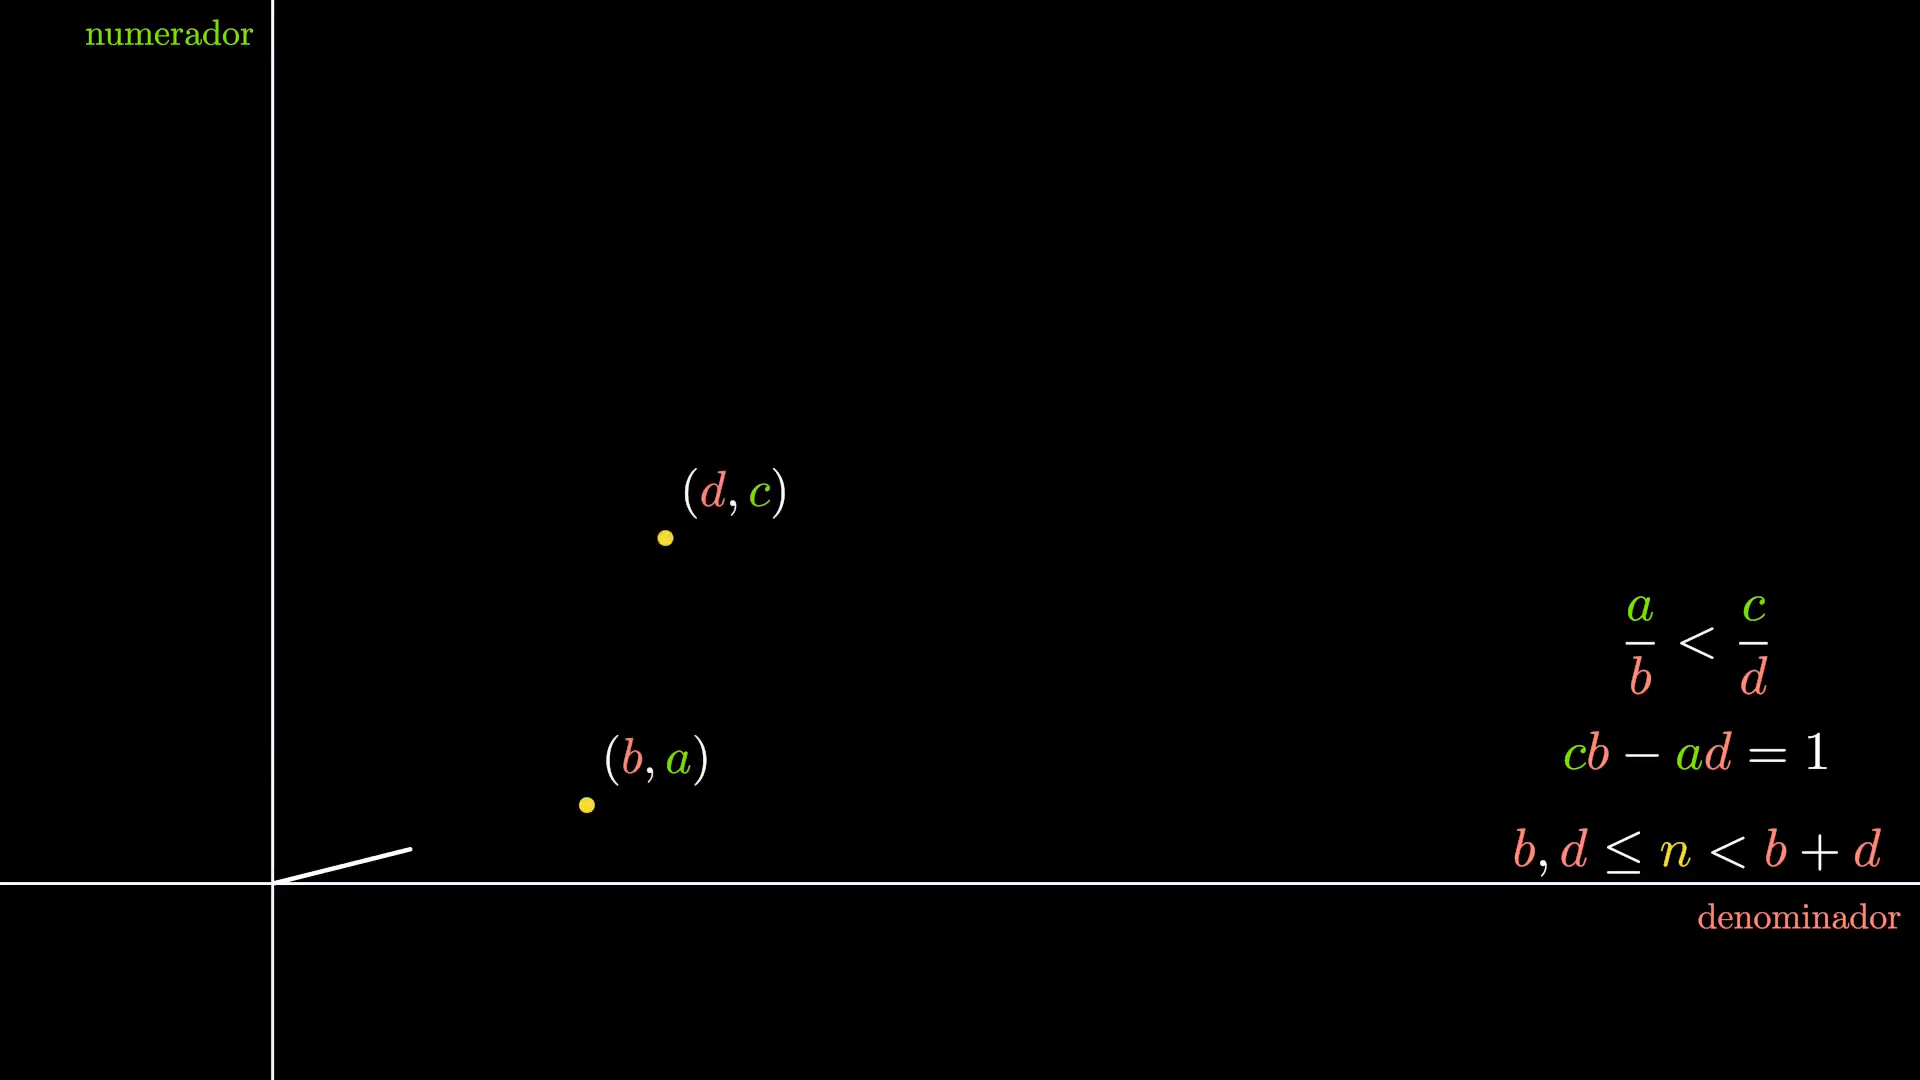 numerador
(d, c)
a/b < c/d
(b, a)
cb − ad = 1
b, d ≤ n < b + d
denominador